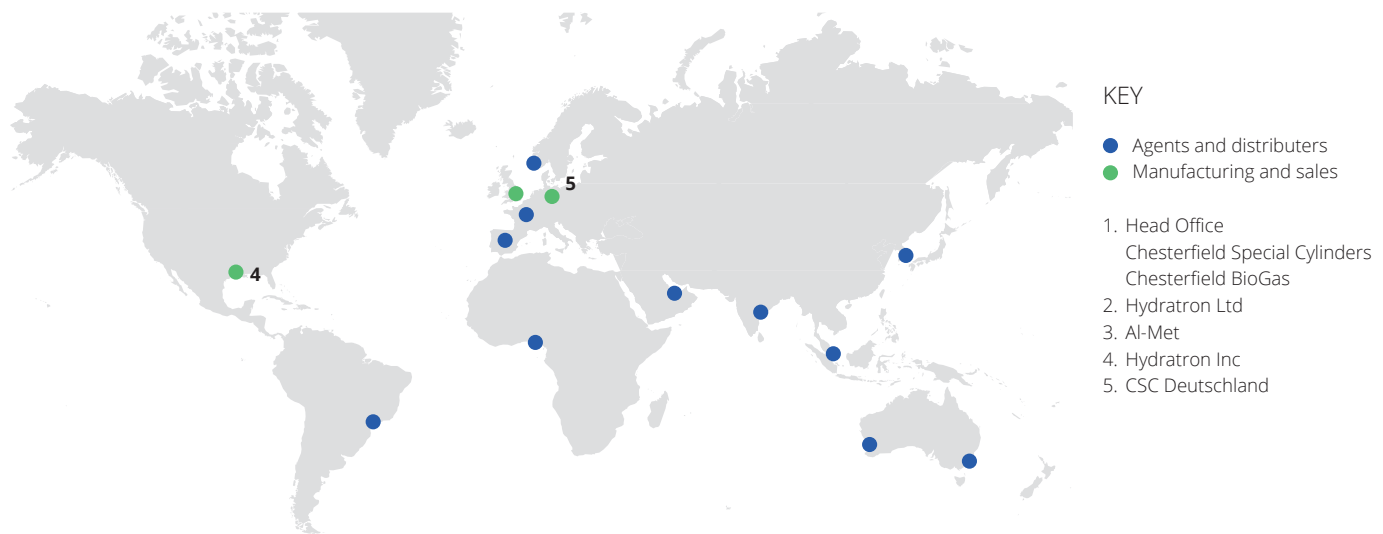 KEY
Agents and distributers
Manufacturing and sales
1. Head Office
Chesterfield Special Cylinders
Chesterfield BioGas
2. Hydratron Ltd
3. Al-Met
4. Hydratron Inc
5. CSC Deutschland
5
4